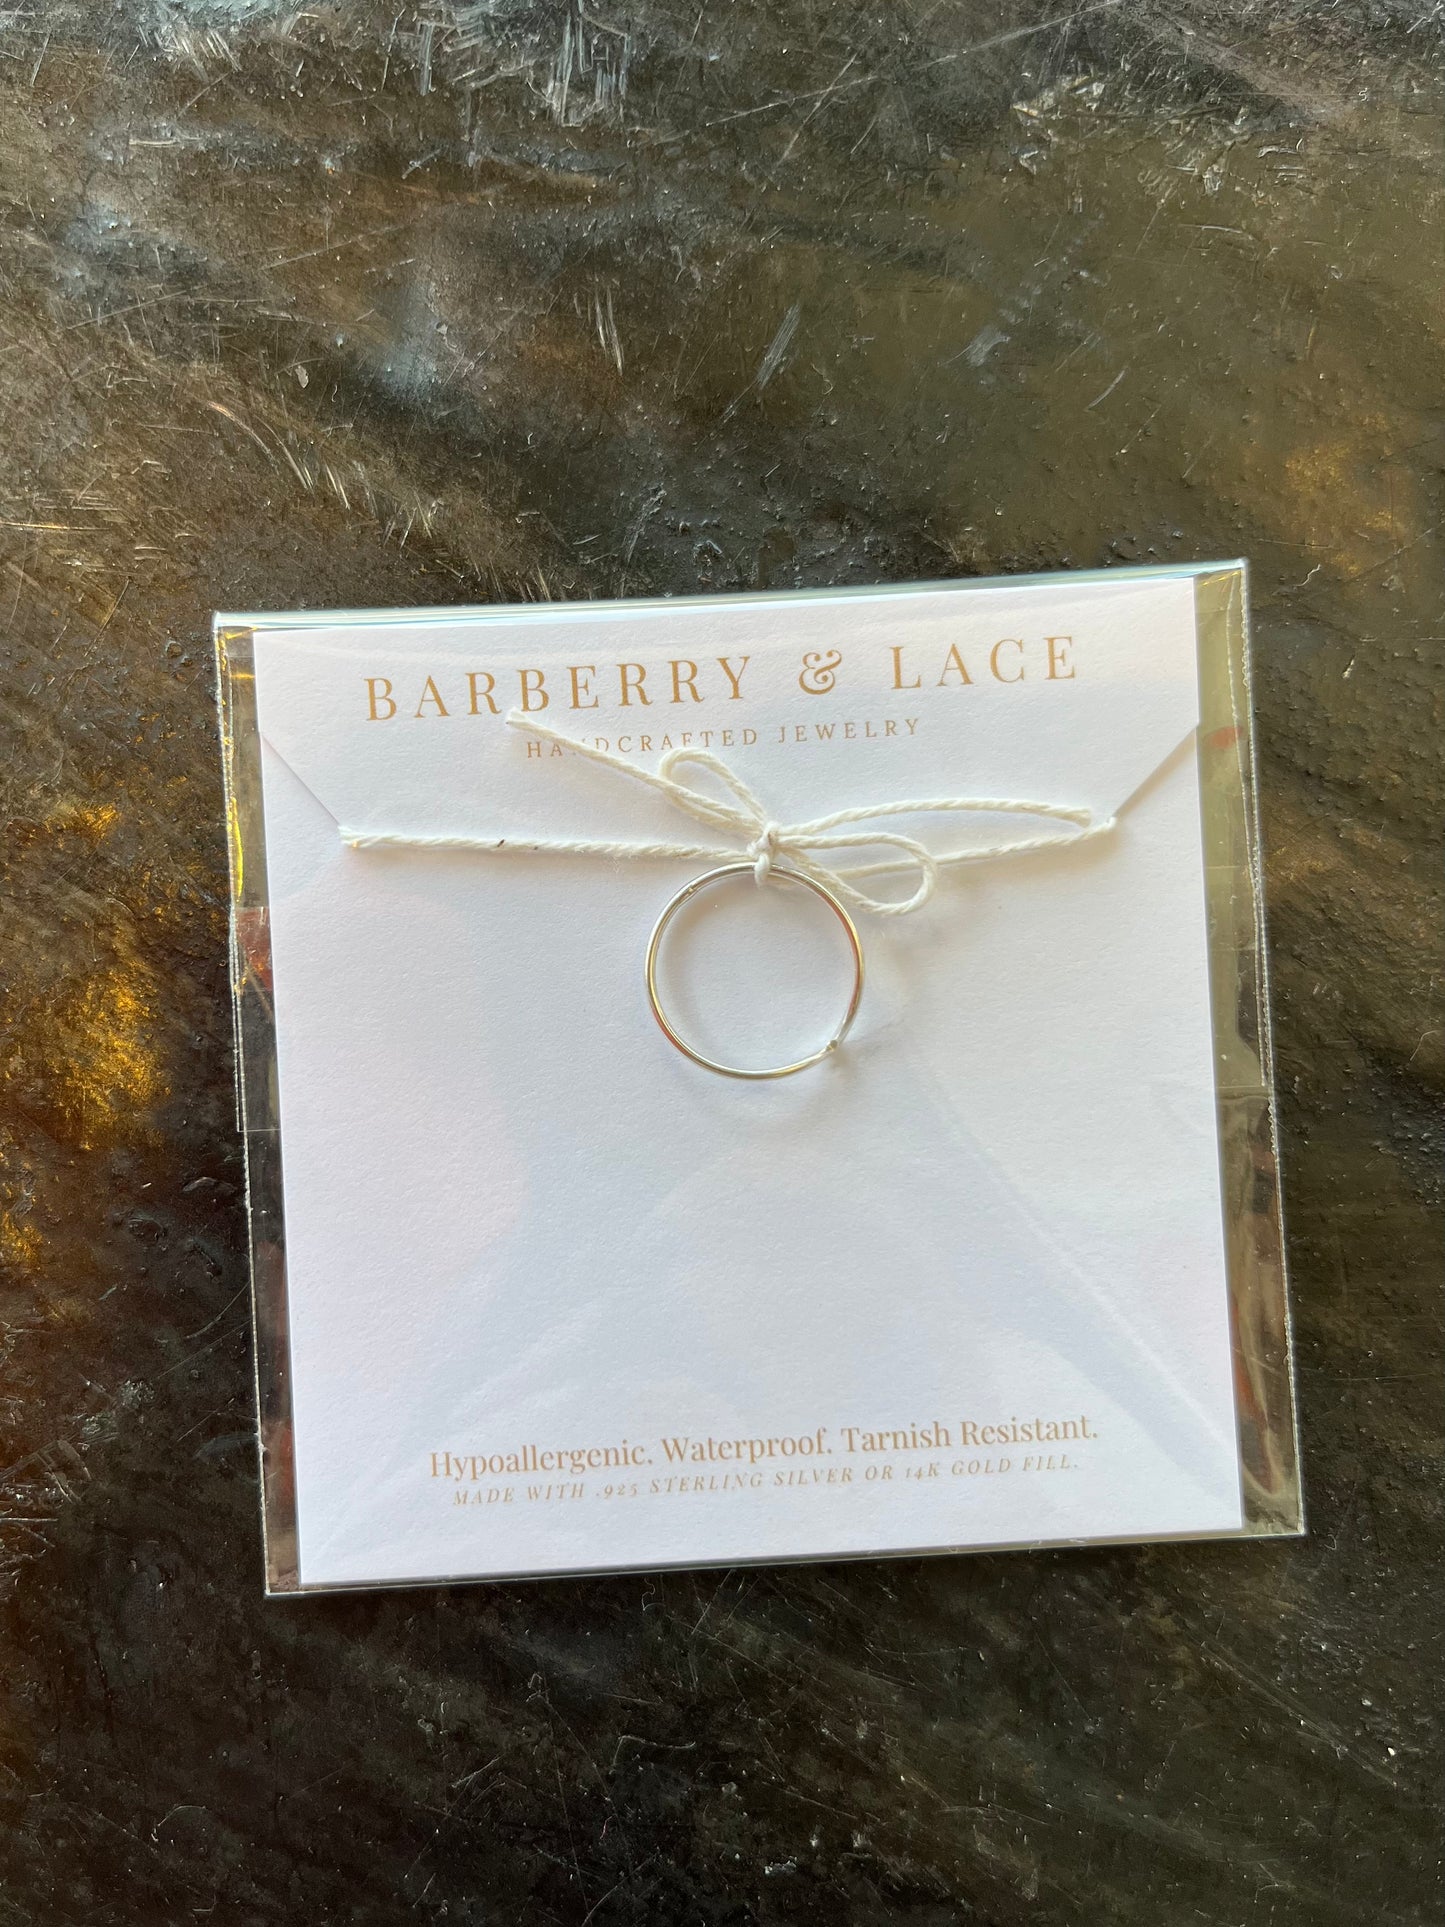 BARBERRY & LACE
HANDCRAFTED JEWELRY
Hypoallergenic. Waterproof. Tarnish Resistant.
MADE WITH .925 STERLING SILVER OR 14K GOLD FILL.